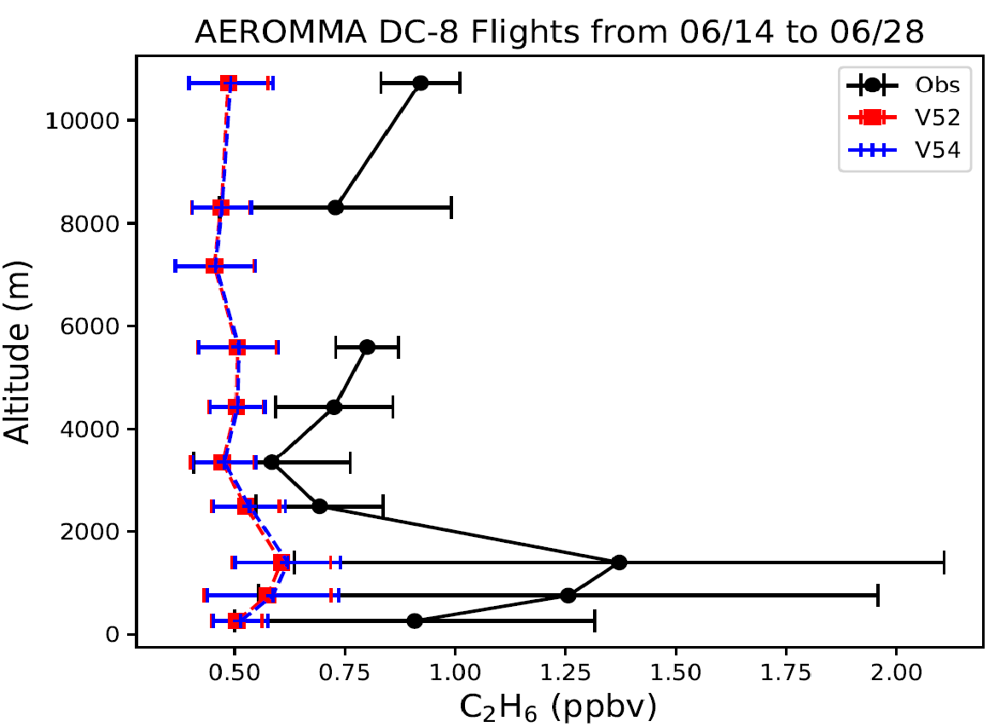 AEROMMA DC-8 Flights from 06/14 to 06/28
Obs
V52
V54
10000
8000
6000
4000
2000
0
Altitude (m)
0.50 0.75 1.00 1.25 1.50 1.75 2.00
C₂H₆ (ppbv)